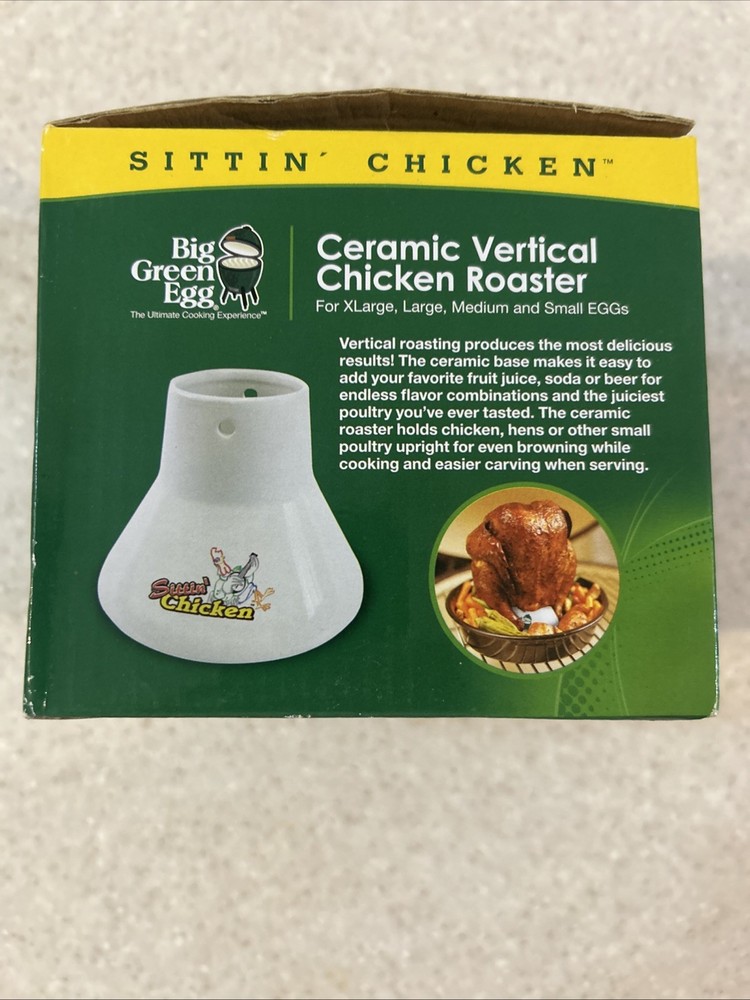 SITTIN´ CHICKEN™
Big
Green
Egg®
The Ultimate Cooking Experience™
Ceramic Vertical
Chicken Roaster
For XLarge, Large, Medium and Small EGGs
Vertical roasting produces the most delicious
results! The ceramic base makes it easy to
add your favorite fruit juice, soda or beer for
endless flavor combinations and the juiciest
poultry you’ve ever tasted. The ceramic
roaster holds chicken, hens or other small
poultry upright for even browning while
cooking and easier carving when serving.
Sittin'
Chicken